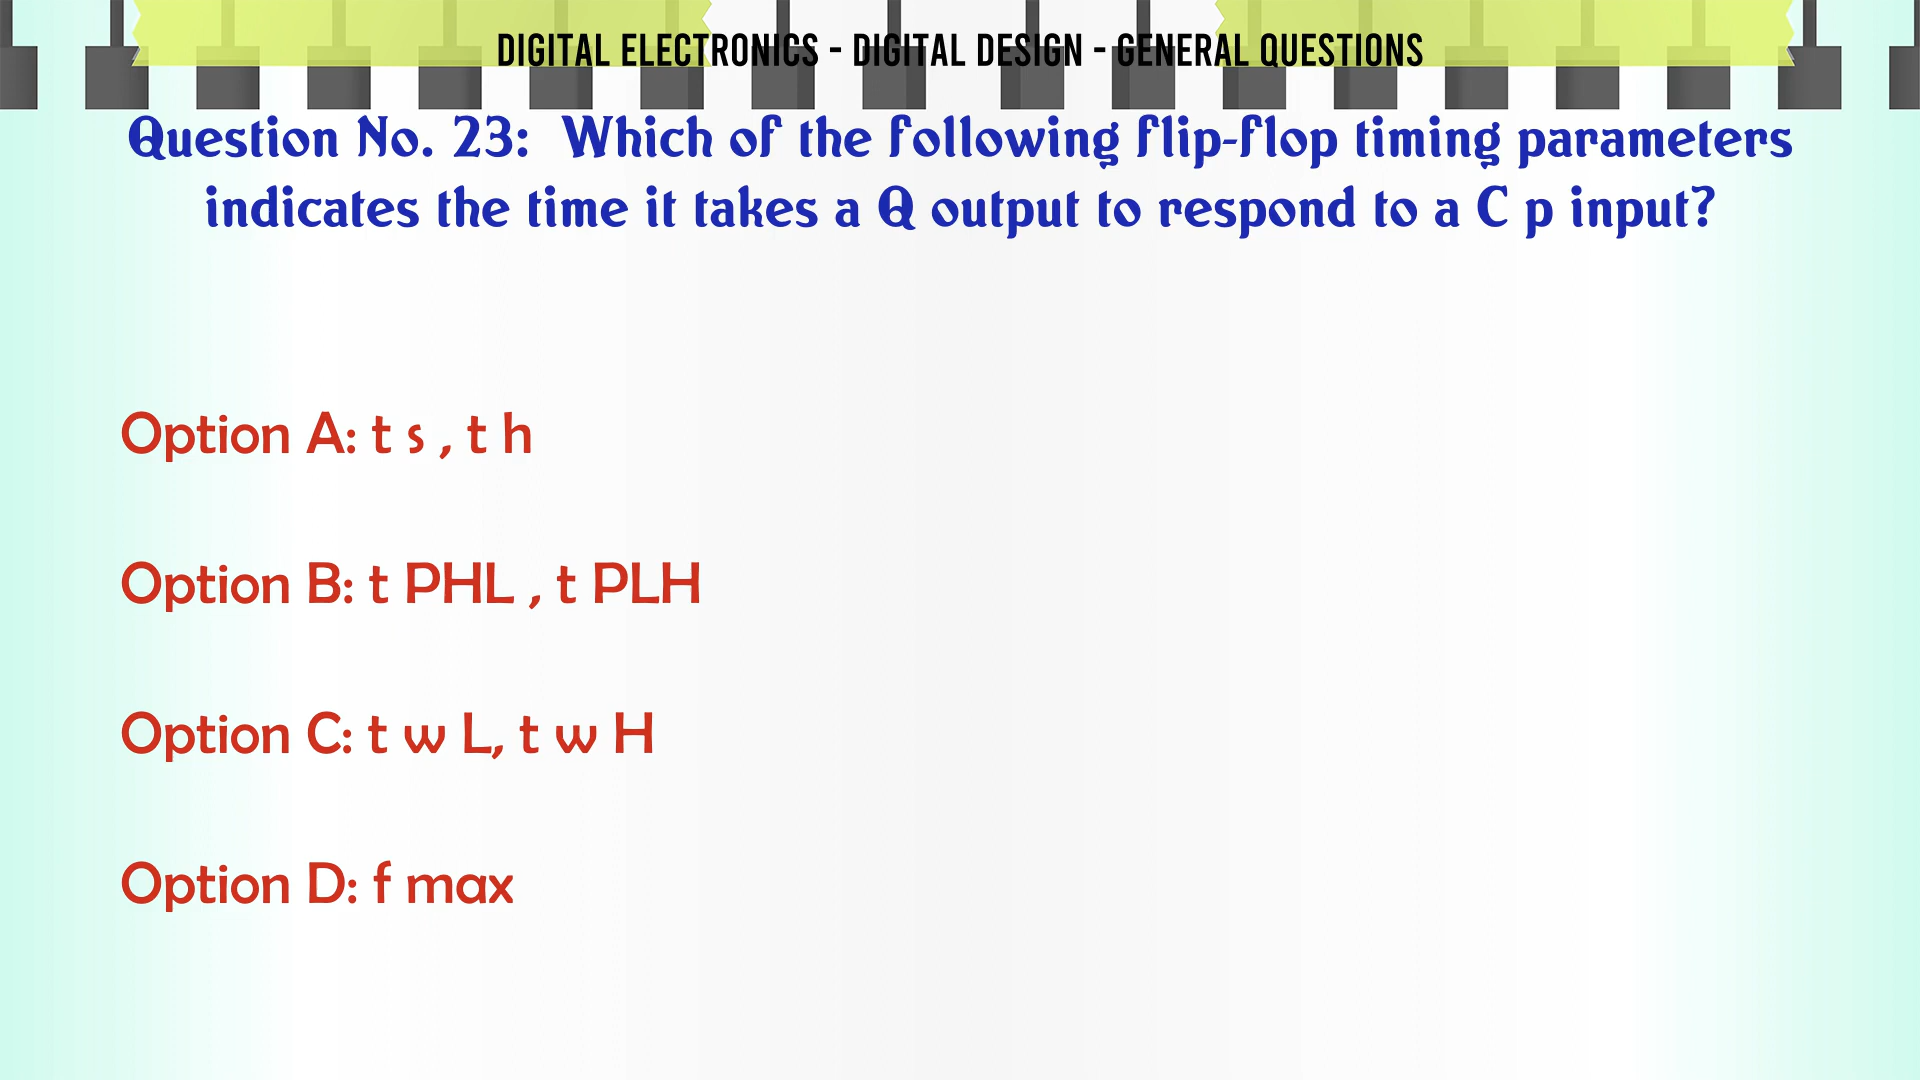 DIGITAL ELECTRONICS - DIGITAL DESIGN - GENERAL QUESTIONS
Question No. 23: Which of the following flip-flop timing parameters
indicates the time it takes a Q output to respond to a C p input?
Option A: t s , t h
Option B: t PHL , t PLH
Option C: t w L, t w H
Option D: f max